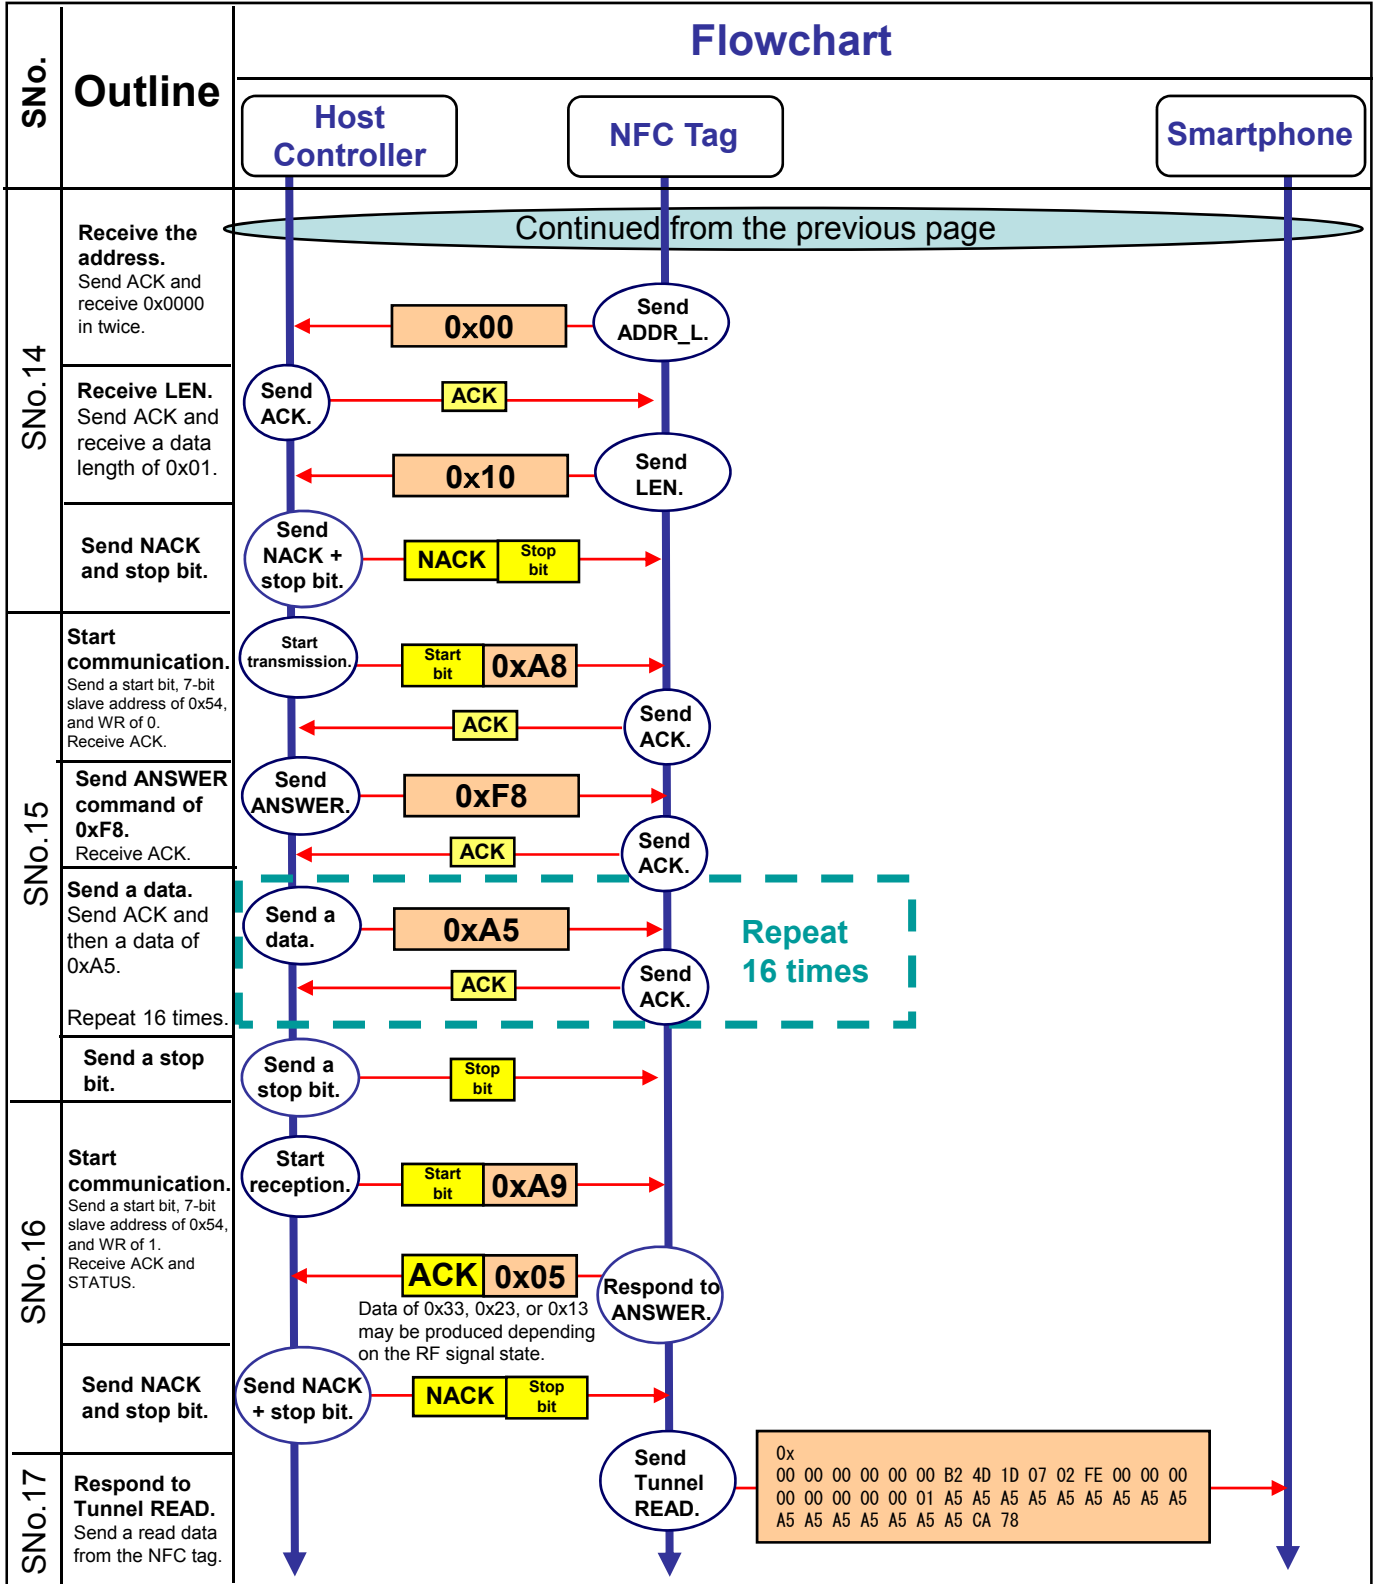 SNo.
Outline
Flowchart
Host
Controller
NFC Tag
Smartphone
Continued from the previous page
SNo.14
Receive the
address.
Send ACK and
receive 0x0000
in twice.
0x00
Send
ADDR_L.
Receive LEN.
Send ACK and
receive a data
length of 0x01.
Send
ACK.
ACK
0x10
Send
LEN.
Send NACK
and stop bit.
Send
NACK +
stop bit.
NACK
Stop
bit
SNo.15
Start
communication.
Send a start bit, 7-bit
slave address of 0x54,
and WR of 0.
Receive ACK.
Start
transmission.
Start
bit
0xA8
ACK
Send
ACK.
Send ANSWER
command of
0xF8.
Receive ACK.
Send
ANSWER.
0xF8
ACK
Send
ACK.
Send a data.
Send ACK and
then a data of
0xA5.
Repeat 16 times.
Send a
data.
0xA5
ACK
Send
ACK.
Repeat
16 times
Send a stop
bit.
Send a
stop bit.
Stop
bit
SNo.16
Start
communication.
Send a start bit, 7-bit
slave address of 0x54,
and WR of 1.
Receive ACK and
STATUS.
Start
reception.
Start
bit
0xA9
ACK 0x05
Respond to
ANSWER.
Data of 0x33, 0x23, or 0x13
may be produced depending
on the RF signal state.
Send NACK
and stop bit.
Send NACK
+ stop bit.
NACK
Stop
bit
SNo.17
Respond to
Tunnel READ.
Send a read data
from the NFC tag.
Send
Tunnel
READ.
0x
00 00 00 00 00 00 B2 4D 1D 07 02 FE 00 00 00
00 00 00 00 00 01 A5 A5 A5 A5 A5 A5 A5 A5 A5
A5 A5 A5 A5 A5 A5 A5 CA 78